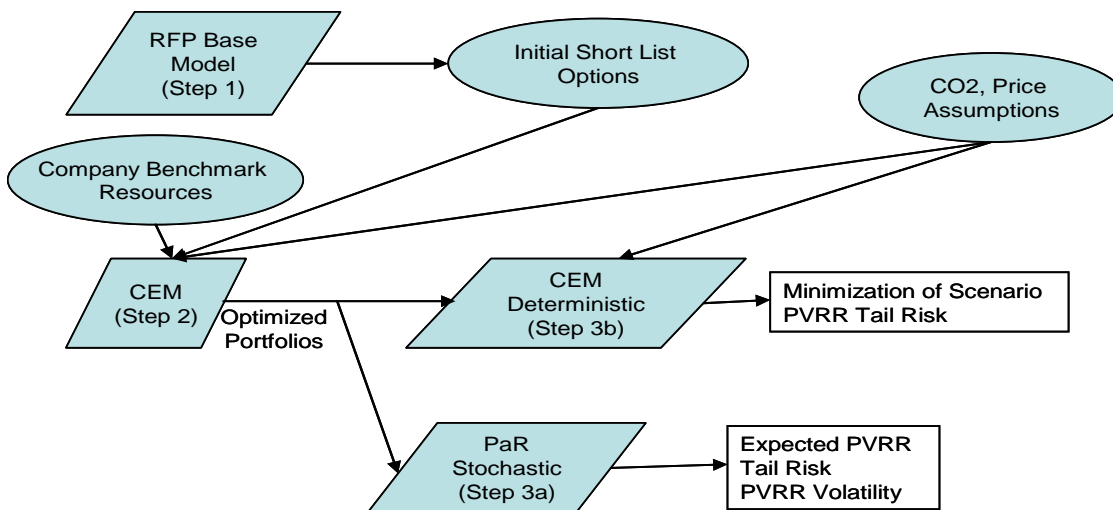 RFP Base
Model
(Step 1)
Initial Short List
Options
CO2, Price
Assumptions
Company Benchmark
Resources
CEM
(Step 2)
Optimized
Portfolios
CEM
Deterministic
(Step 3b)
Minimization of Scenario
PVRR Tail Risk
PaR
Stochastic
(Step 3a)
Expected PVRR
Tail Risk
PVRR Volatility